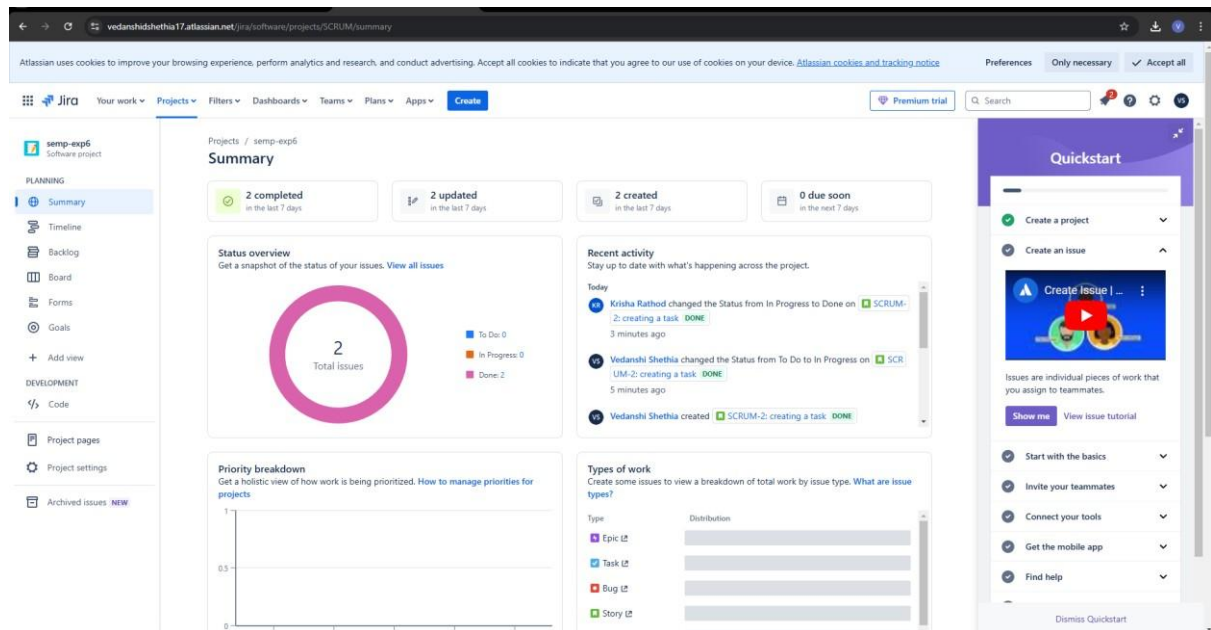 vedanshidshethia17.atlassian.net/jira/software/projects/SCRUM/summary
V
Atlassian uses cookies to improve your browsing experience, perform analytics and research, and conduct advertising. Accept all cookies to indicate that you agree to our use of cookies on your device. Atlassian cookies and tracking notice
Preferences
Only necessary
Accept all
Jira
Your work
Projects
Filters
Dashboards
Teams
Plans
Apps
Create
Premium trial
Search
2
VS
semp-exp6
Software project
PLANNING
Summary
Timeline
Backlog
Board
Forms
Goals
Add view
DEVELOPMENT
Code
Project pages
Project settings
Archived issues NEW
Projects / semp-exp6
Summary
2 completed
in the last 7 days
2 updated
in the last 7 days
2 created
in the last 7 days
0 due soon
in the next 7 days
Status overview
Get a snapshot of the status of your issues. View all issues
2
Total issues
To Do: 0
In Progress: 0
Done: 2
Recent activity
Stay up to date with what's happening across the project.
Today
KR
Krisha Rathod changed the Status from In Progress to Done on SCRUM-
2: creating a task DONE
3 minutes ago
VS
Vedanshi Shethia changed the Status from To Do to In Progress on SCR
UM-2: creating a task DONE
5 minutes ago
VS
Vedanshi Shethia created SCRUM-2: creating a task DONE
Priority breakdown
Get a holistic view of how work is being prioritized. How to manage priorities for
projects
1
0.5
0
Types of work
Create some issues to view a breakdown of total work by issue type. What are issue
types?
Type
Distribution
Epic
Task
Bug
Story
Quickstart
Create a project
Create an issue
Create Issue | ...
Issues are individual pieces of work that
you assign to teammates.
Show me
View issue tutorial
Start with the basics
Invite your teammates
Connect your tools
Get the mobile app
Find help
Dismiss Quickstart